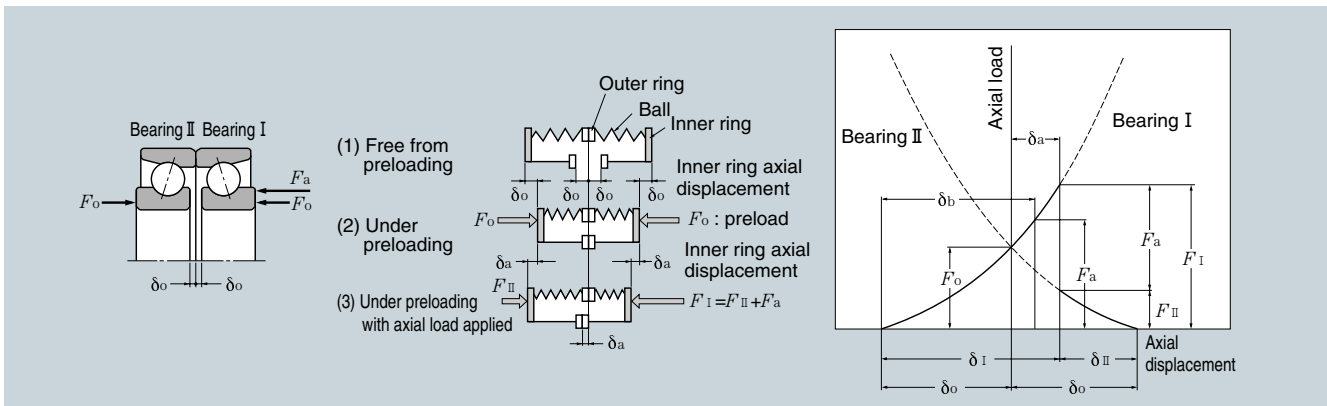 Bearing Ⅱ Bearing Ⅰ
Fa
Fo
Fo
δo
δo
(1) Free from
preloading
(2) Under
preloading
(3) Under preloading
with axial load applied
Outer ring
Ball
Inner ring
Inner ring axial
displacement
δo
δo
δo
δo
Fo
Fo : preload
Inner ring axial
displacement
δa
δa
FⅡ
FⅠ=FⅡ+Fa
δa
Axial load
Bearing Ⅱ
Bearing Ⅰ
δa
δb
Fo
Fa
Fa
FⅠ
FⅡ
Axial
displacement
δⅠ
δⅡ
δo
δo